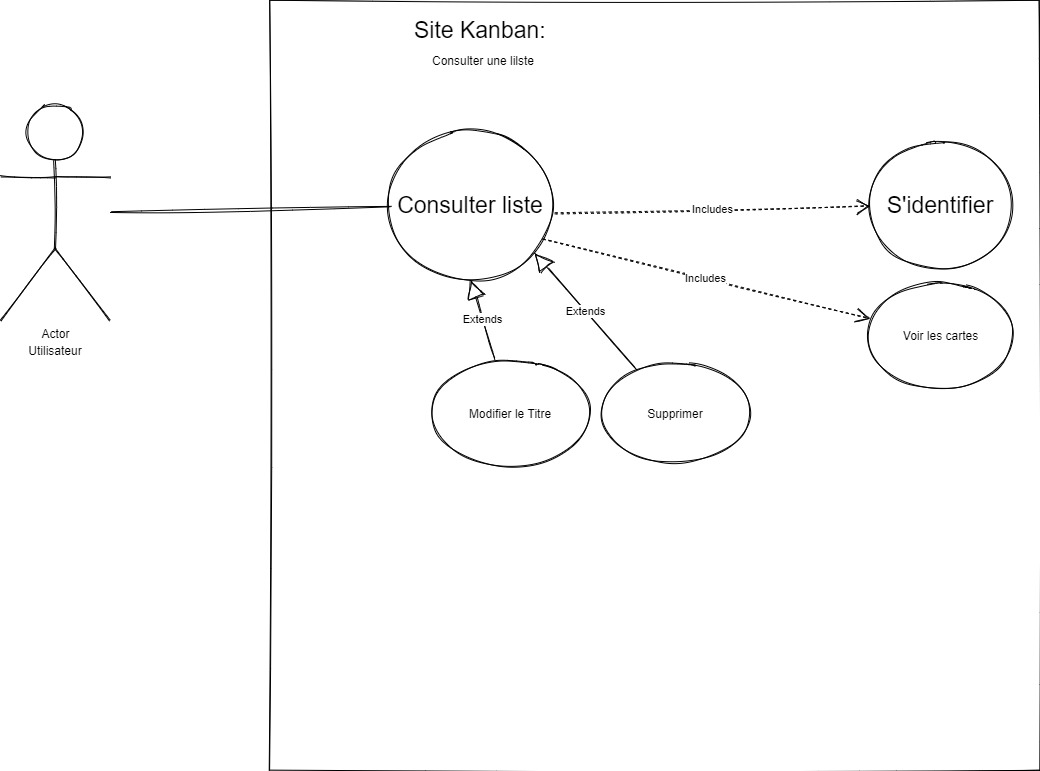 Site Kanban:
Consulter une lilste
Consulter liste
Includes
S'identifier
Includes
Extends
Extends
Voir les cartes
Actor
Utilisateur
Modifier le Titre
Supprimer